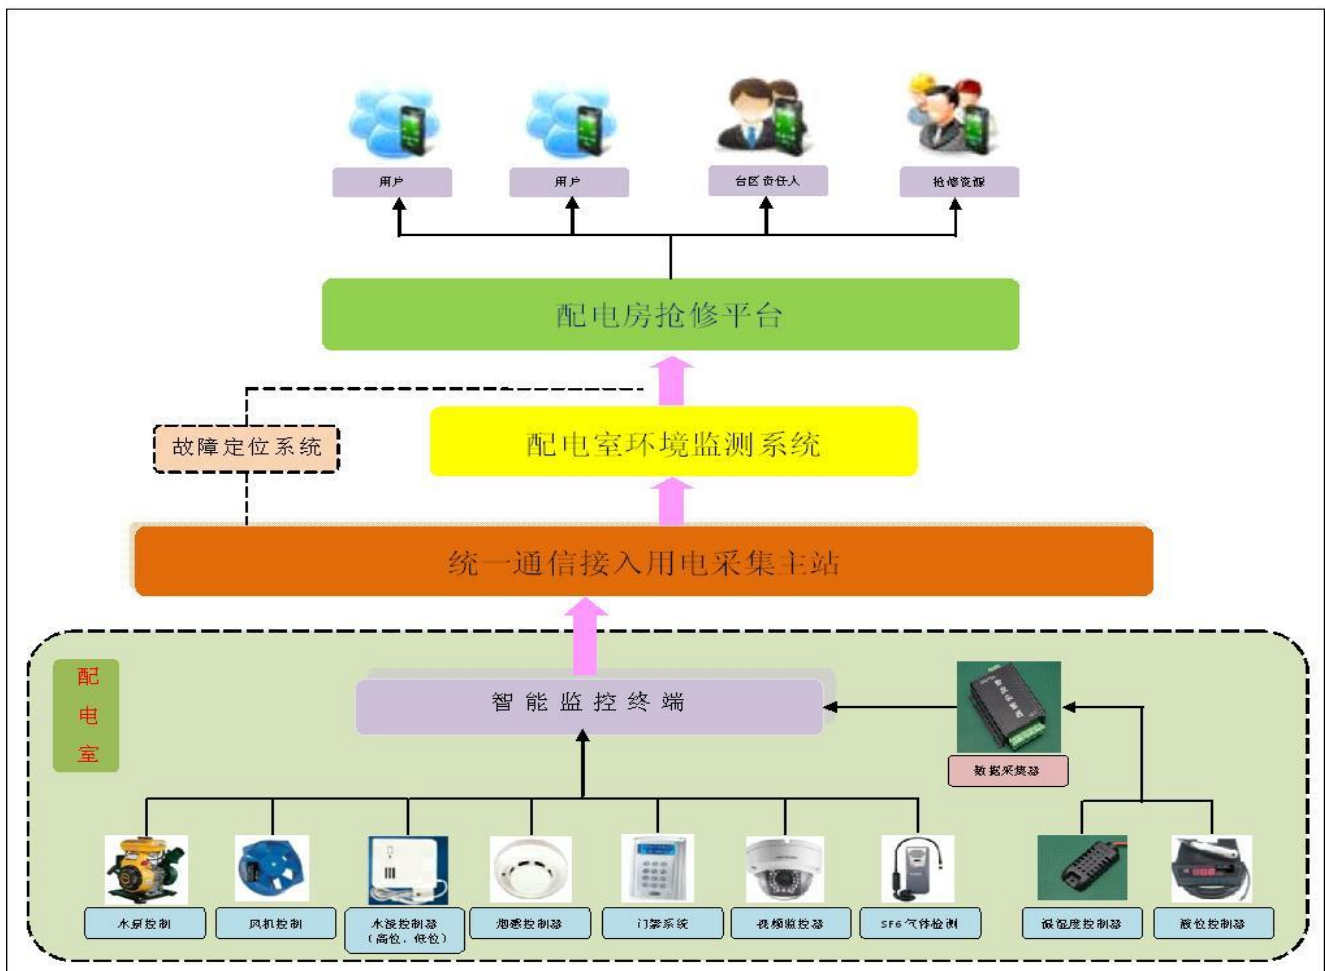 用户
用户
台区责任人
抢修资源
配电房抢修平台
故障定位系统
配电室环境监测系统
统一通信接入用电采集主站
配
电
室
智能监控终端
数据采集器
水泵控制
风机控制
水浸控制器
(高位、低位)
烟感控制器
门禁系统
视频监控器
SF6气体检测
温湿度控制器
液位控制器